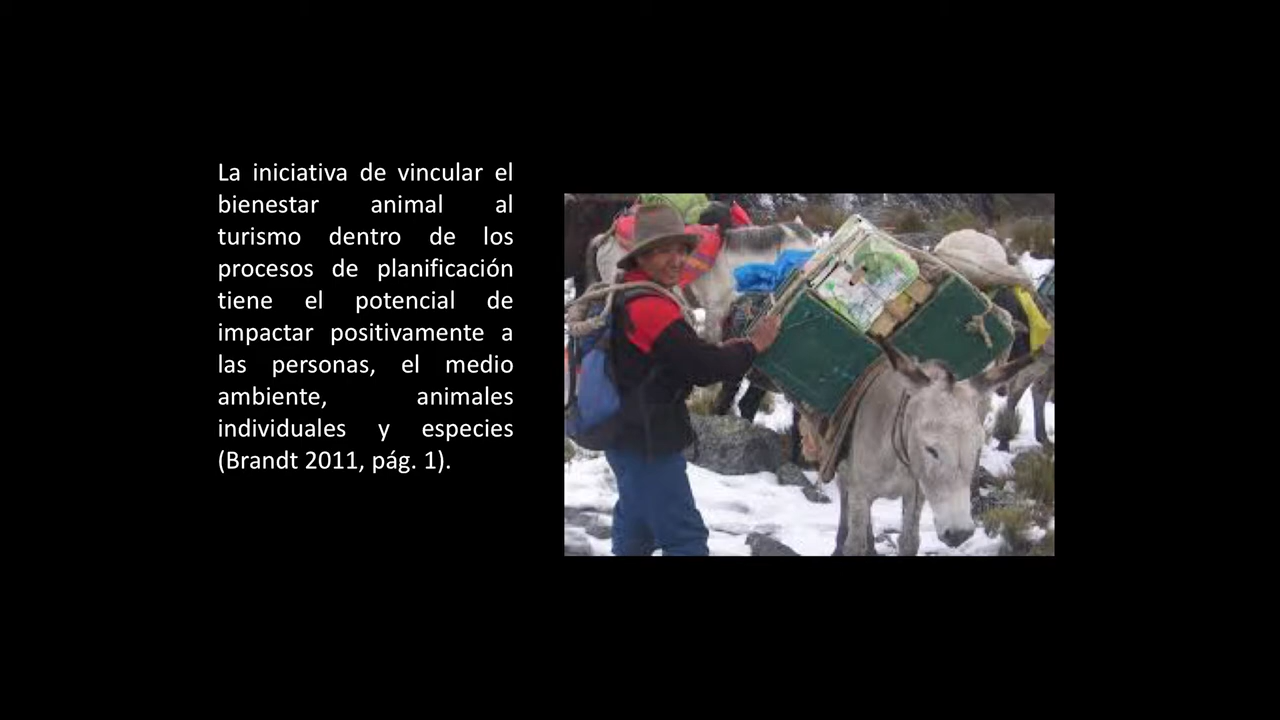 La iniciativa de vincular el
bienestar animal al
turismo dentro de los
procesos de planificación
tiene el potencial de
impactar positivamente a
las personas, el medio
ambiente, animales
individuales y especies
(Brandt 2011, pág. 1).